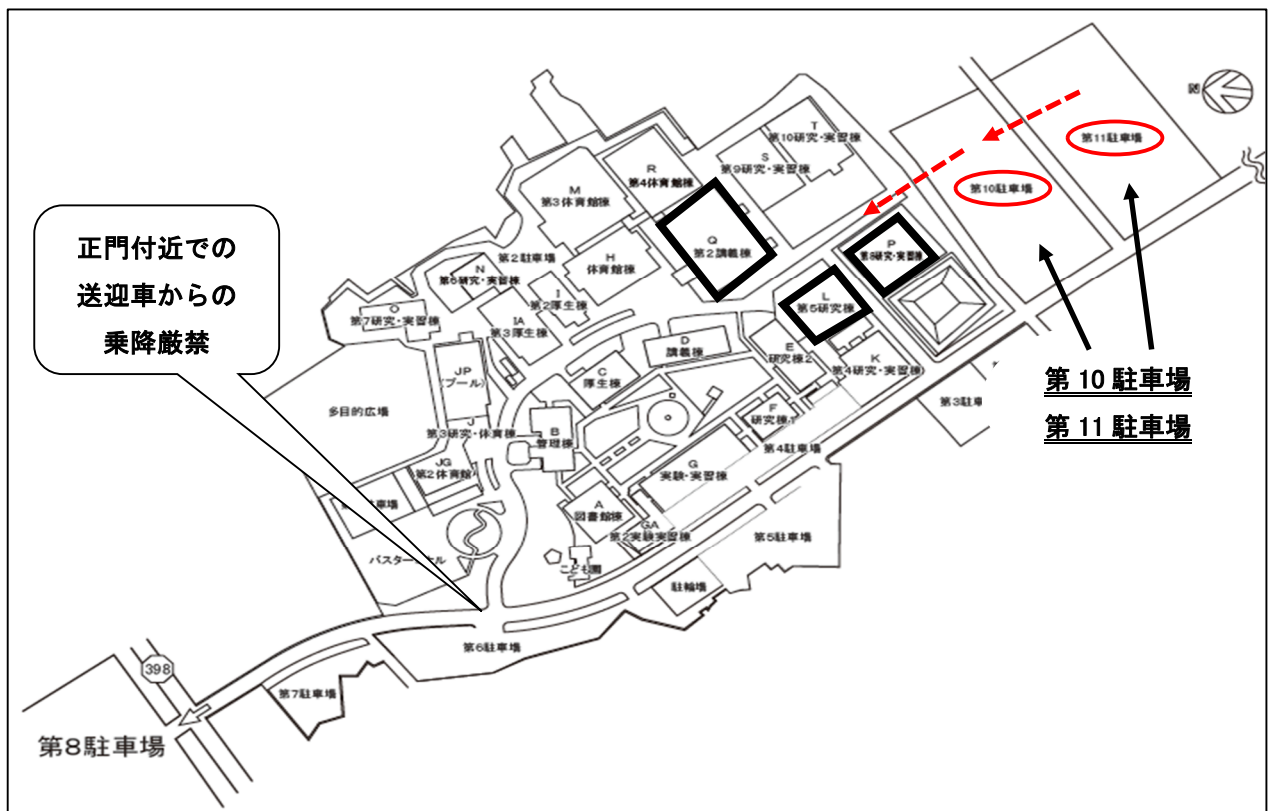 正門付近での
送迎車からの
乗降厳禁
T
第10研究・実習棟
S
第9研究・実習棟
R
第4体育館棟
M
第3体育館棟
Q
第2講義棟
H
体育館棟
第2駐車場
N
第6研究・実習棟
I
第2厚生棟
IA
第3厚生棟
O
第7研究・実習棟
P
第8研究・実習棟
L
第5研究棟
第11駐車場
第10駐車場
第 10 駐車場
第 11 駐車場
D
講義棟
E
研究棟2
K
第4研究・実習棟
C
厚生棟
JP
(プール)
多目的広場
J
第3研究・体育棟
B
管理棟
F
研究棟1
第4駐車場
第3駐車
G
実験・実習棟
JG
第2体育館
駐車場
A
図書館棟
GA
第2実験実習棟
バスターミナル
こども園
第5駐車場
駐輪場
第6駐車場
398
第7駐車場
第8駐車場